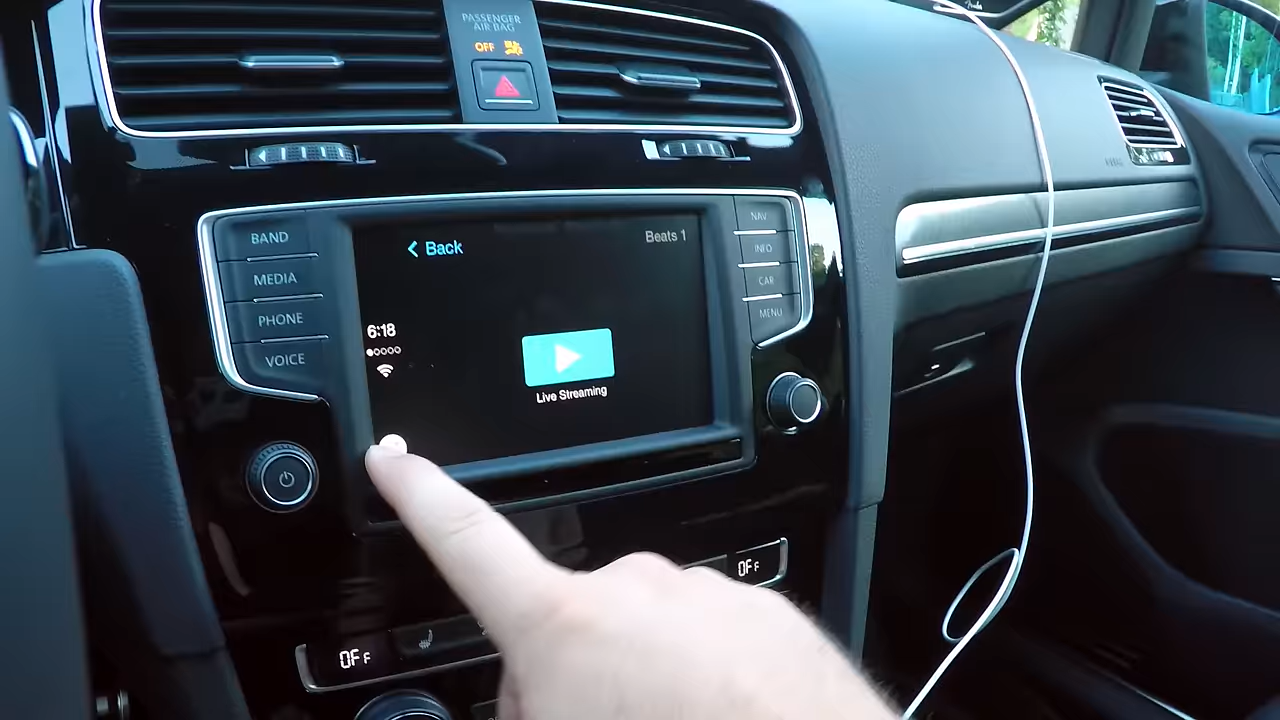 Fender
PASSENGER
AIR BAG
OFF
BAND
MEDIA
PHONE
VOICE
Back
Beats 1
6:18
Live Streaming
NAV
INFO
CAR
MENU
OFF
OFF